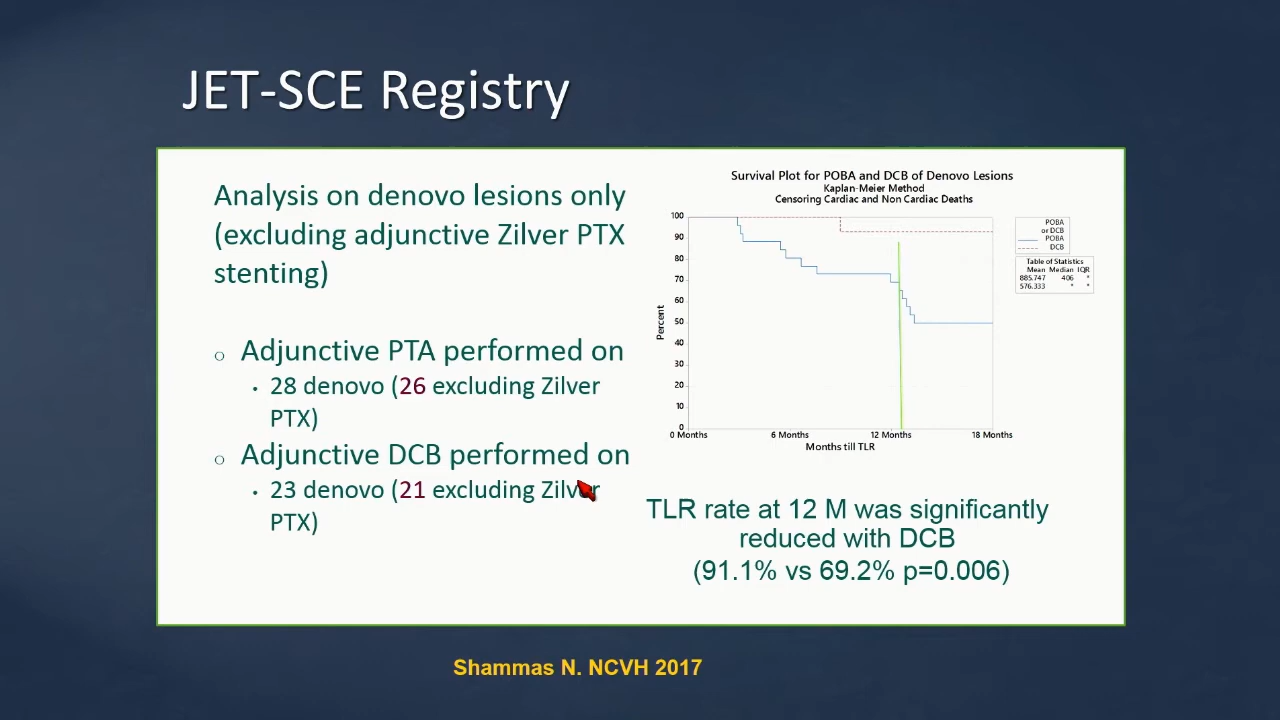 JET-SCE Registry
Analysis on denovo lesions only
(excluding adjunctive Zilver PTX
stenting)
o Adjunctive PTA performed on
• 28 denovo (26 excluding Zilver
PTX)
o Adjunctive DCB performed on
• 23 denovo (21 excluding Zilver
PTX)
Survival Plot for POBA and DCB of Denovo Lesions
Kaplan-Meier Method
Censoring Cardiac and Non Cardiac Deaths
100
90
80
70
60
50
40
30
20
10
0
Percent
0 Months 6 Months 12 Months 18 Months
Months till TLR
POBA
or DCB
POBA
DCB
Table of Statistics
Mean Median IQR
885.747 406 *
576.333 * *
TLR rate at 12 M was significantly
reduced with DCB
(91.1% vs 69.2% p=0.006)
Shammas N. NCVH 2017